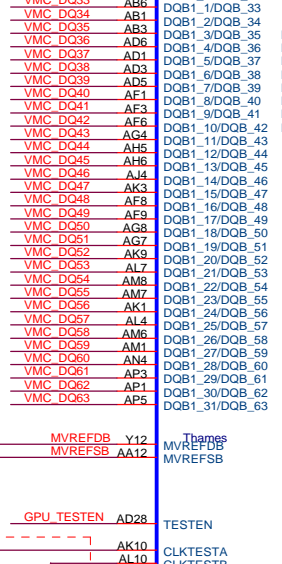 VMC_DQ33 AB6 DQB1_1/DQB_33
VMC_DQ34 AB1 DQB1_2/DQB_34
VMC_DQ35 AB3 DQB1_3/DQB_35
VMC_DQ36 AD6 DQB1_4/DQB_36
VMC_DQ37 AD1 DQB1_5/DQB_37
VMC_DQ38 AD3 DQB1_6/DQB_38
VMC_DQ39 AD5 DQB1_7/DQB_39
VMC_DQ40 AF1 DQB1_8/DQB_40
VMC_DQ41 AF3 DQB1_9/DQB_41
VMC_DQ42 AF6 DQB1_10/DQB_42
VMC_DQ43 AG4 DQB1_11/DQB_43
VMC_DQ44 AH5 DQB1_12/DQB_44
VMC_DQ45 AH6 DQB1_13/DQB_45
VMC_DQ46 AJ4 DQB1_14/DQB_46
VMC_DQ47 AK3 DQB1_15/DQB_47
VMC_DQ48 AF8 DQB1_16/DQB_48
VMC_DQ49 AF9 DQB1_17/DQB_49
VMC_DQ50 AG8 DQB1_18/DQB_50
VMC_DQ51 AG7 DQB1_19/DQB_51
VMC_DQ52 AK9 DQB1_20/DQB_52
VMC_DQ53 AL7 DQB1_21/DQB_53
VMC_DQ54 AM8 DQB1_22/DQB_54
VMC_DQ55 AM7 DQB1_23/DQB_55
VMC_DQ56 AK1 DQB1_24/DQB_56
VMC_DQ57 AL4 DQB1_25/DQB_57
VMC_DQ58 AM6 DQB1_26/DQB_58
VMC_DQ59 AM1 DQB1_27/DQB_59
VMC_DQ60 AN4 DQB1_28/DQB_60
VMC_DQ61 AP3 DQB1_29/DQB_61
VMC_DQ62 AP1 DQB1_30/DQB_62
VMC_DQ63 AP5 DQB1_31/DQB_63
Thames
MVREFDB Y12 MVREFDB
MVREFSB AA12 MVREFSB
GPU_TESTEN AD28 TESTEN
AK10 CLKTESTA
AL10 CLKTESTB